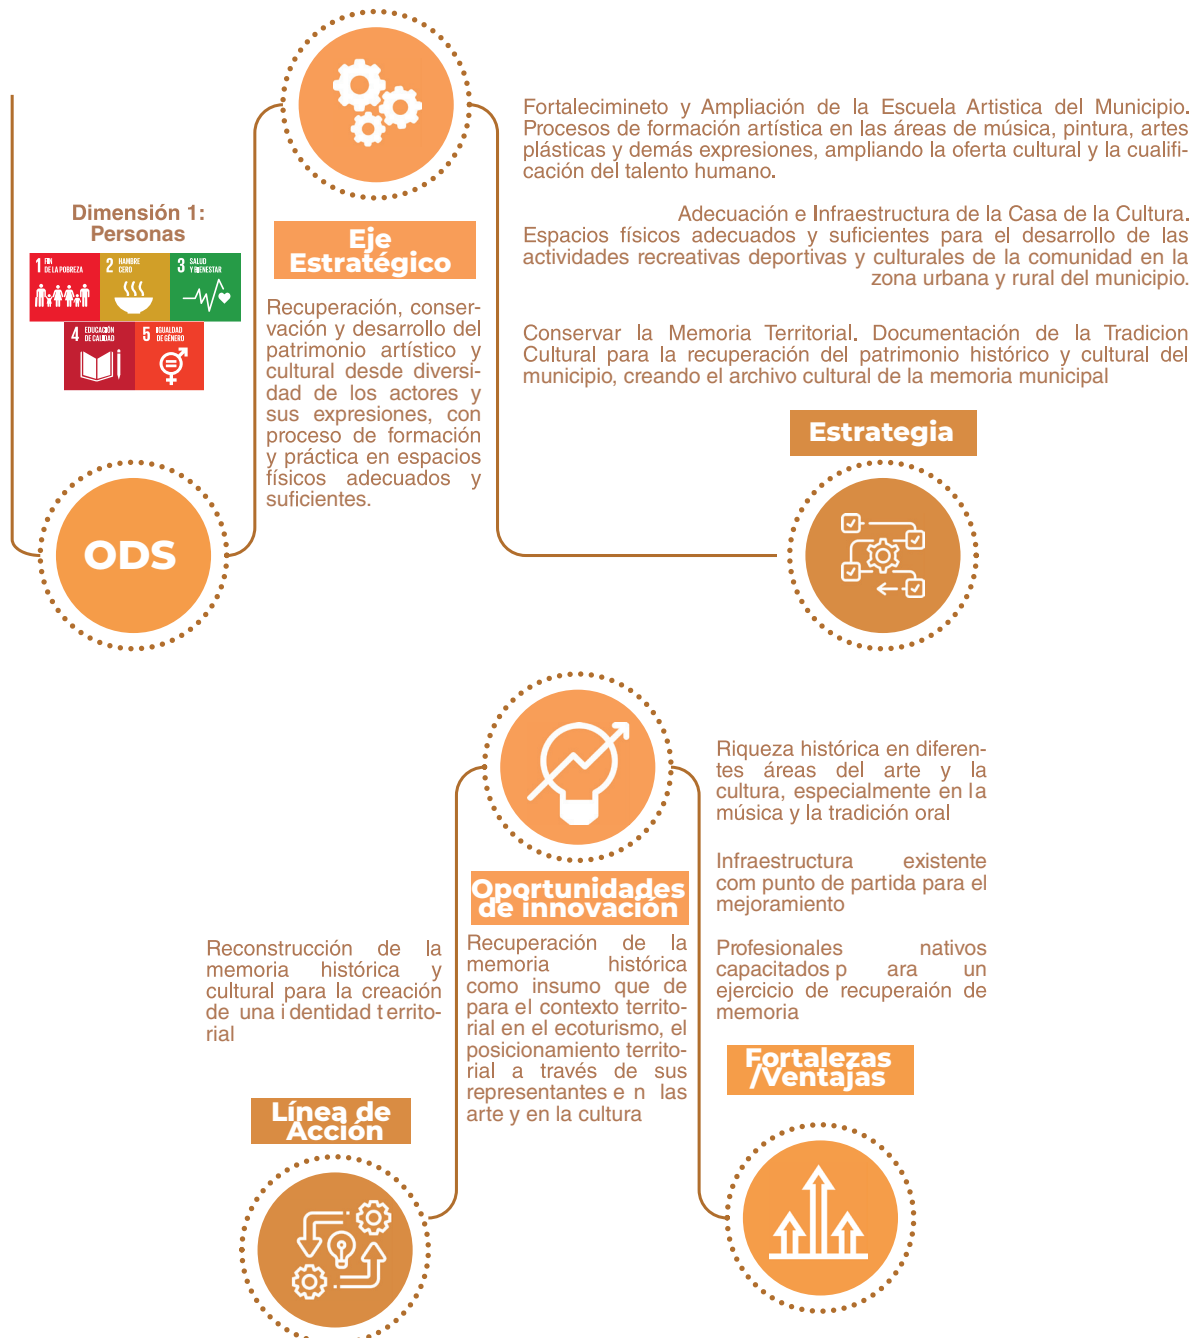 Dimensión 1:
Personas
1 FIN
DE LA POBREZA
2 HAMBRE
CERO
3 SALUD
Y BIENESTAR
4 EDUCACIÓN
DE CALIDAD
5 IGUALDAD
DE GÉNERO
ODS
Eje
Estratégico
Recuperación, conser-
vación y desarrollo del
patrimonio artístico y
cultural desde diversi-
dad de los actores y
sus expresiones, con
proceso de formación
y práctica en espacios
físicos adecuados y
suficientes.
Fortalecimineto y Ampliación de la Escuela Artistica del Municipio.
Procesos de formación artística en las áreas de música, pintura, artes
plásticas y demás expresiones, ampliando la oferta cultural y la cualifi-
cación del talento humano.
Adecuación e Infraestructura de la Casa de la Cultura.
Espacios físicos adecuados y suficientes para el desarrollo de las
actividades recreativas deportivas y culturales de la comunidad en la
zona urbana y rural del municipio.
Conservar la Memoria Territorial. Documentación de la Tradicion
Cultural para la recuperación del patrimonio histórico y cultural del
municipio, creando el archivo cultural de la memoria municipal
Estrategia
Reconstrucción de la
memoria histórica y
cultural para la creación
de una i dentidad t errito-
rial
Línea de
Acción
Oportunidades
de innovación
Recuperación de la
memoria histórica
como insumo que de
para el contexto territo-
rial en el ecoturismo, el
posicionamiento territo-
rial a través de sus
representantes e n las
arte y en la cultura
Riqueza histórica en diferen-
tes áreas del arte y la
cultura, especialmente en la
música y la tradición oral
Infraestructura existente
com punto de partida para el
mejoramiento
Profesionales nativos
capacitados p ara un
ejercicio de recuperaión de
memoria
Fortalezas
/Ventajas